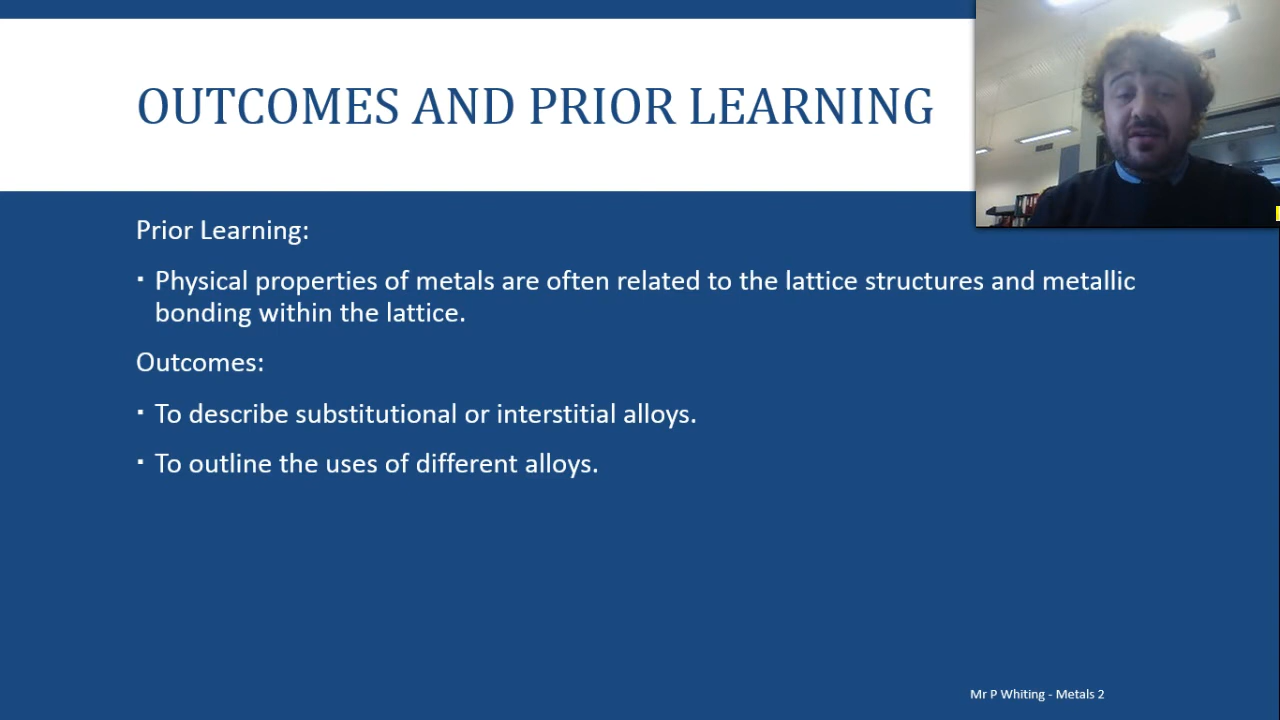 OUTCOMES AND PRIOR LEARNING
Prior Learning:
▪ Physical properties of metals are often related to the lattice structures and metallic
bonding within the lattice.
Outcomes:
▪ To describe substitutional or interstitial alloys.
▪ To outline the uses of different alloys.
Mr P Whiting - Metals 2